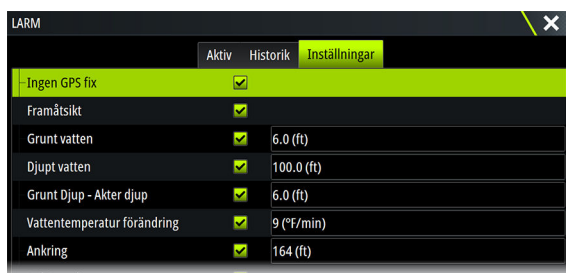 LARM
Aktiv Historik Inställningar
Ingen GPS fix
Framåtsikt
Grunt vatten 6.0 (ft)
Djupt vatten 100.0 (ft)
Grunt Djup - Akter djup 6.0 (ft)
Vattentemperatur förändring 9 (°F/min)
Ankring 164 (ft)